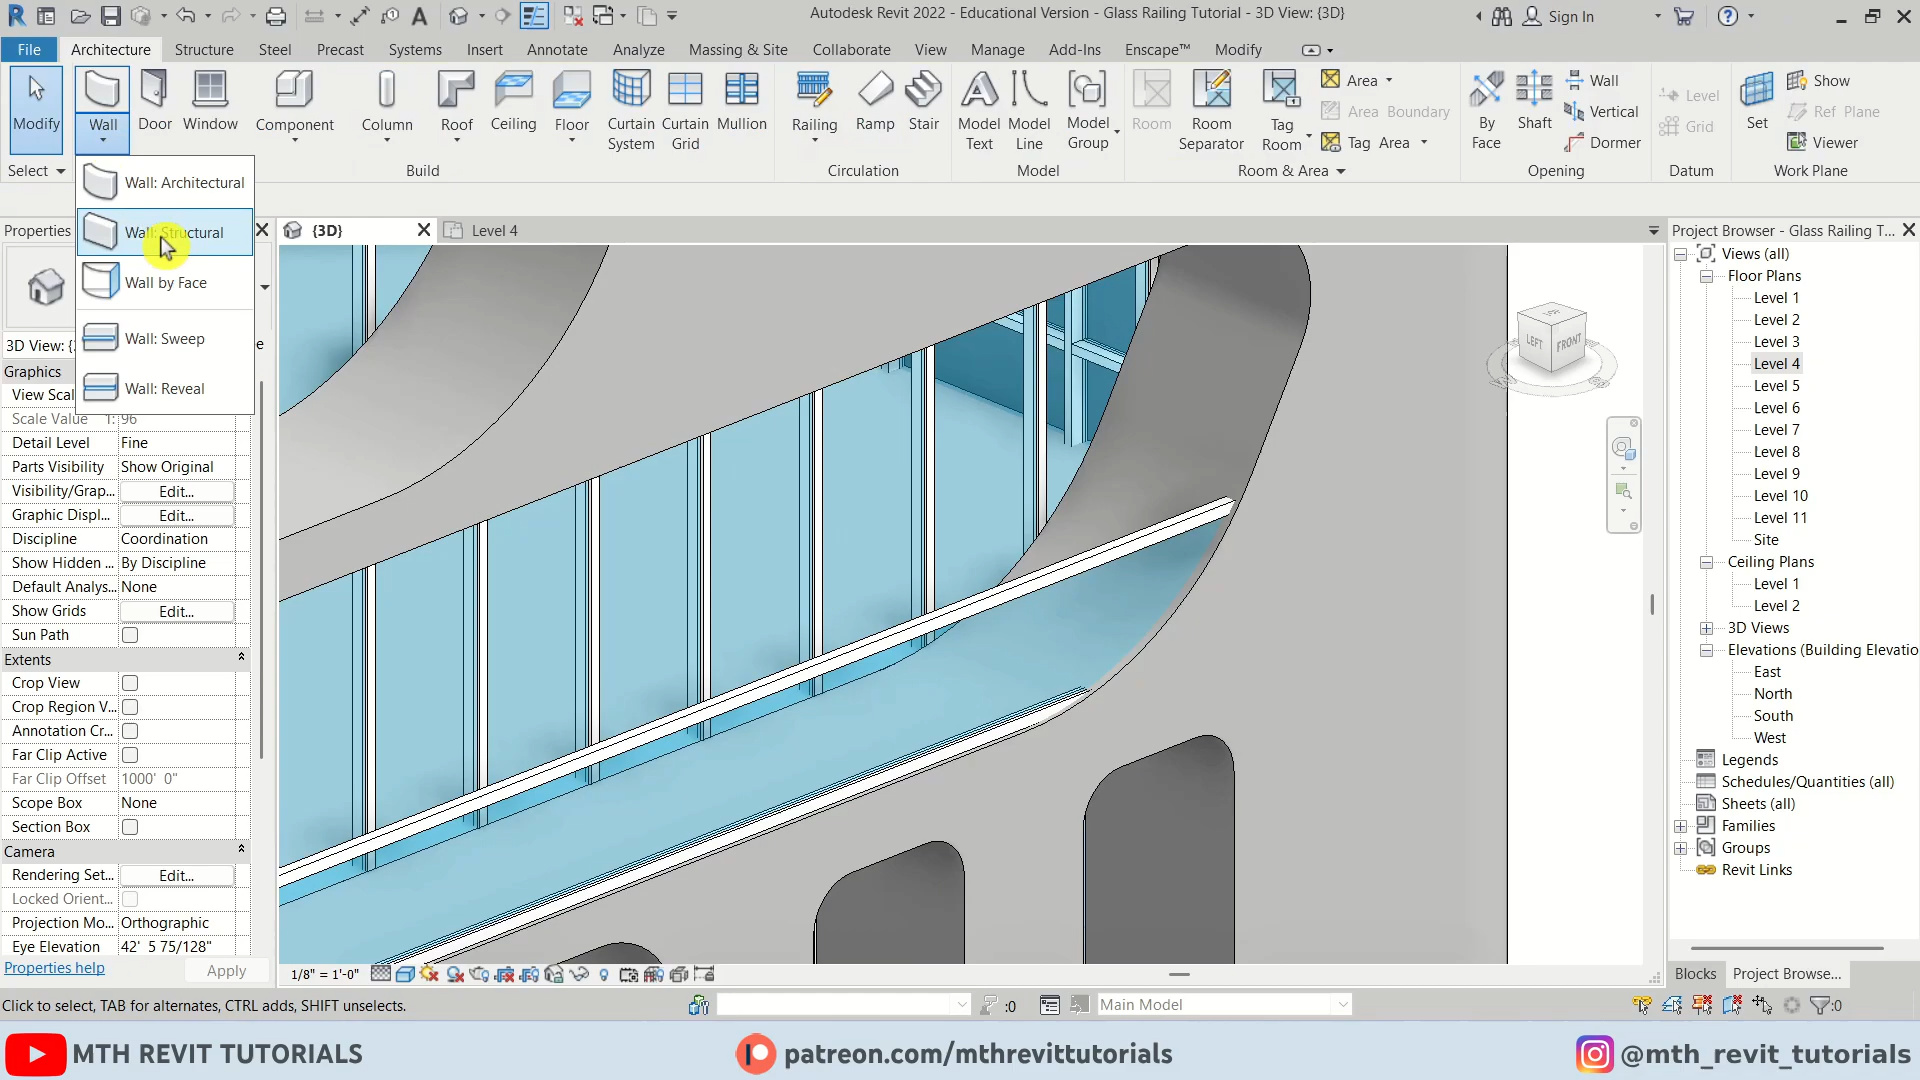 Autodesk Revit 2022 - Educational Version - Glass Railing Tutorial - 3D View: {3D}
Sign In
File Architecture Structure Steel Precast Systems Insert Annotate Analyze Massing & Site Collaborate View Manage Add-Ins Enscape™ Modify
Modify
Wall
Door
Window
Component
Column
Roof
Ceiling
Floor
Curtain System
Curtain Grid
Mullion
Railing
Ramp
Stair
Model Text
Model Line
Model Group
Room
Room Separator
Tag Room
Area
Area Boundary
Tag Area
By Face
Shaft
Wall
Vertical
Dormer
Level
Grid
Set
Show
Ref Plane
Viewer
Select
Build
Circulation
Model
Room & Area
Opening
Datum
Work Plane
Wall: Architectural
Wall: Structural
Wall by Face
Wall: Sweep
Wall: Reveal
Properties
{3D}
Level 4
3D View: {
e
Graphics
View Scal
Scale Value 1: 96
Detail Level Fine
Parts Visibility Show Original
Visibility/Grap... Edit...
Graphic Displ... Edit...
Discipline Coordination
Show Hidden ... By Discipline
Default Analys... None
Show Grids Edit...
Sun Path
Extents
Crop View
Crop Region V...
Annotation Cr...
Far Clip Active
Far Clip Offset 1000' 0"
Scope Box None
Section Box
Camera
Rendering Set... Edit...
Locked Orient...
Projection Mo... Orthographic
Eye Elevation 42' 5 75/128"
Properties help
Apply
LEFT
FRONT
Project Browser - Glass Railing T...
Views (all)
Floor Plans
Level 1
Level 2
Level 3
Level 4
Level 5
Level 6
Level 7
Level 8
Level 9
Level 10
Level 11
Site
Ceiling Plans
Level 1
Level 2
3D Views
Elevations (Building Elevatio
East
North
South
West
Legends
Schedules/Quantities (all)
Sheets (all)
Families
Groups
Revit Links
Blocks
Project Browse...
1/8" = 1'-0"
Click to select, TAB for alternates, CTRL adds, SHIFT unselects.
:0
Main Model
:0
MTH REVIT TUTORIALS
patreon.com/mthrevittutorials
@mth_revit_tutorials